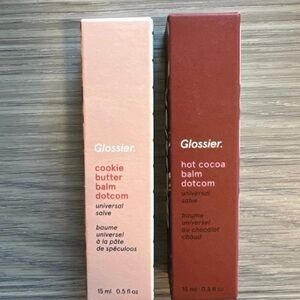 Glossier.
cookie
butter
balm
dotcom
universal
salve
baume
universel
à la pâte
de spéculoos
15 ml  0.5 fl oz
Glossier.
hot cocoa
balm
dotcom
universal
salve
baume
universel
au chocolat
chaud
15 ml  0.5 fl oz